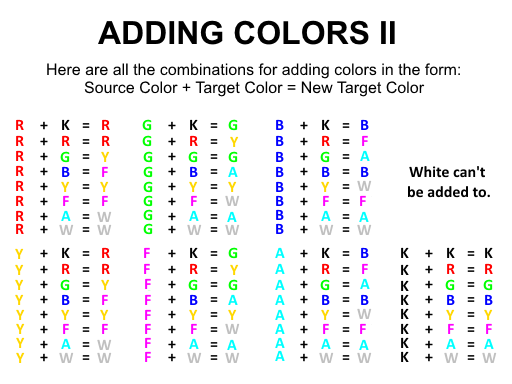 ADDING COLORS II
Here are all the combinations for adding colors in the form:
Source Color + Target Color = New Target Color
R + K = R G + K = G B + K = B
R + R = R G + R = Y B + R = F
R + G = Y G + G = G B + G = A
R + B = F G + B = A B + B = B
R + Y = Y G + Y = Y B + Y = W
R + F = F G + F = W B + F = F
R + A = W G + A = A B + A = A
R + W = W G + W = W B + W = W
White can't
be added to.
Y + K = R F + K = G A + K = B K + K = K
Y + R = R F + R = Y A + R = F K + R = R
Y + G = Y F + G = G A + G = A K + G = G
Y + B = F F + B = A A + B = B K + B = B
Y + Y = Y F + Y = Y A + Y = W K + Y = Y
Y + F = F F + F = W A + F = F K + F = F
Y + A = W F + A = A A + A = A K + A = A
Y + W = W F + W = W A + W = W K + W = W